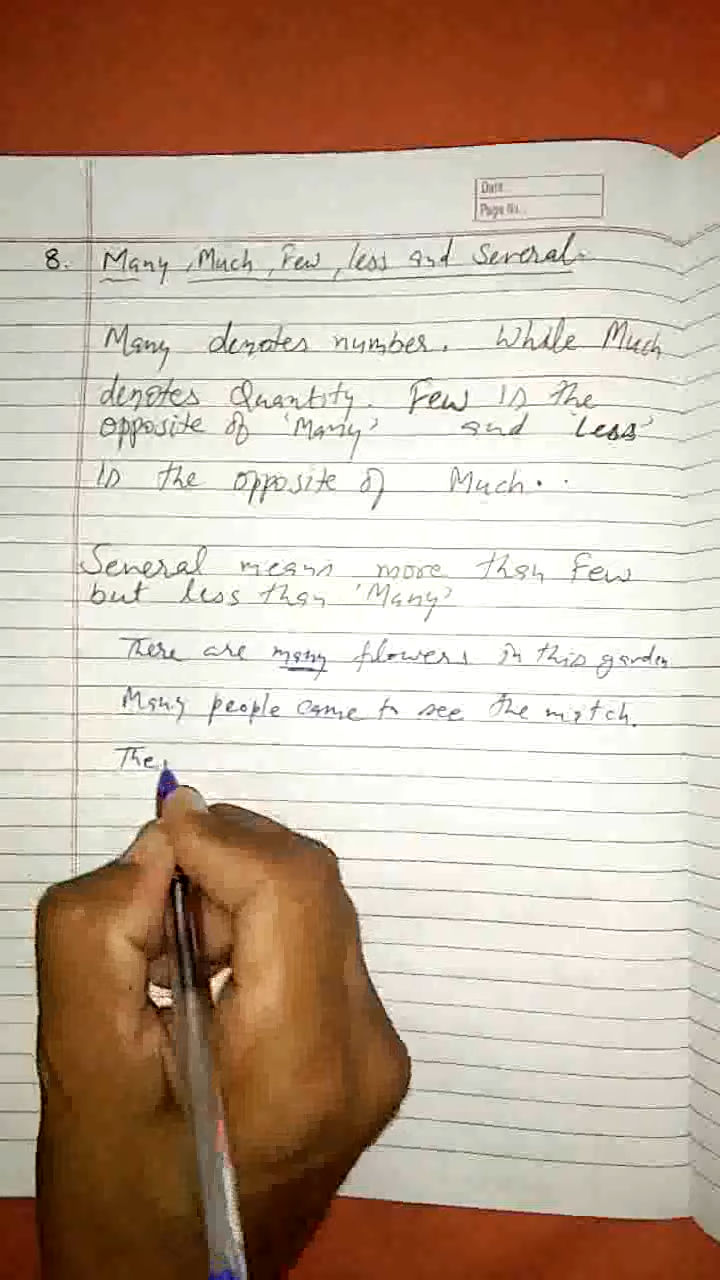 Date
Page No.
8. Many, Much, Few, less and Several.
Many denotes number. While Much
denotes Quantity. Few is the
opposite of 'Many' and 'Less'
is the opposite of Much..
Several means more than Few
but less than 'Many'
There are many flowers in this garden
Many people came to see the match.
The